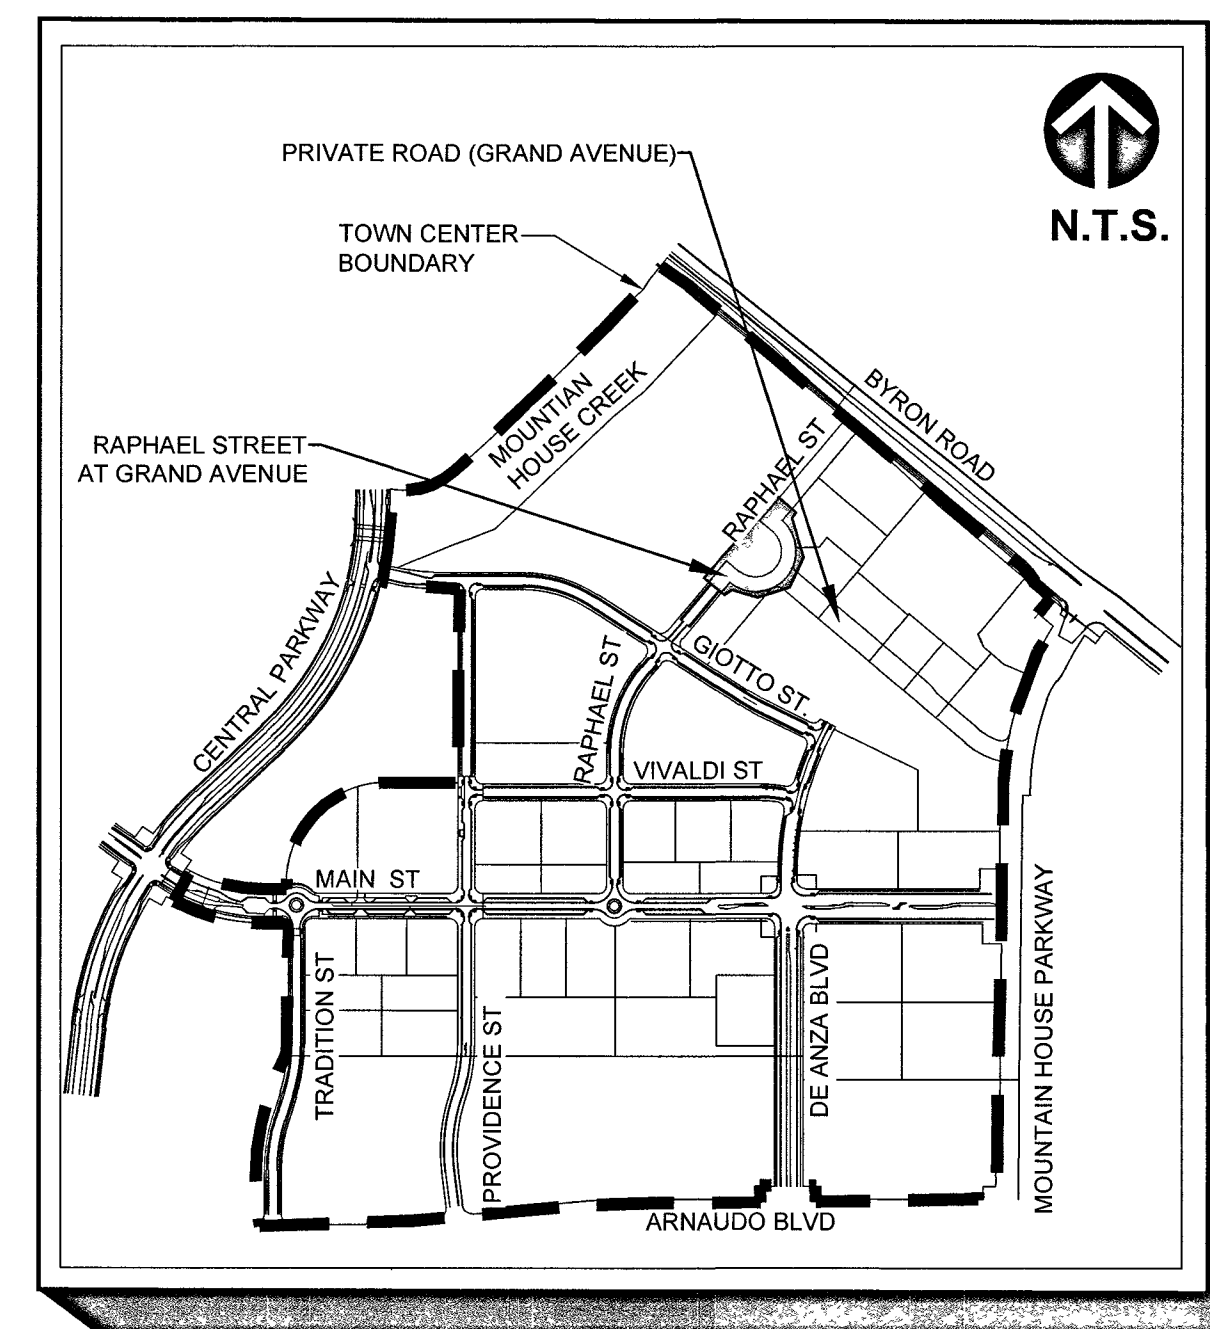 PRIVATE ROAD (GRAND AVENUE)
N.T.S.
TOWN CENTER
BOUNDARY
BYRON ROAD
MOUNTIAN
HOUSE CREEK
RAPHAEL ST
RAPHAEL STREET
AT GRAND AVENUE
CENTRAL PARKWAY
GIOTTO ST.
RAPHAEL ST
VIVALDI ST
MAIN ST
TRADITION ST
PROVIDENCE ST
DE ANZA BLVD
MOUNTAIN HOUSE PARKWAY
ARNAUDO BLVD